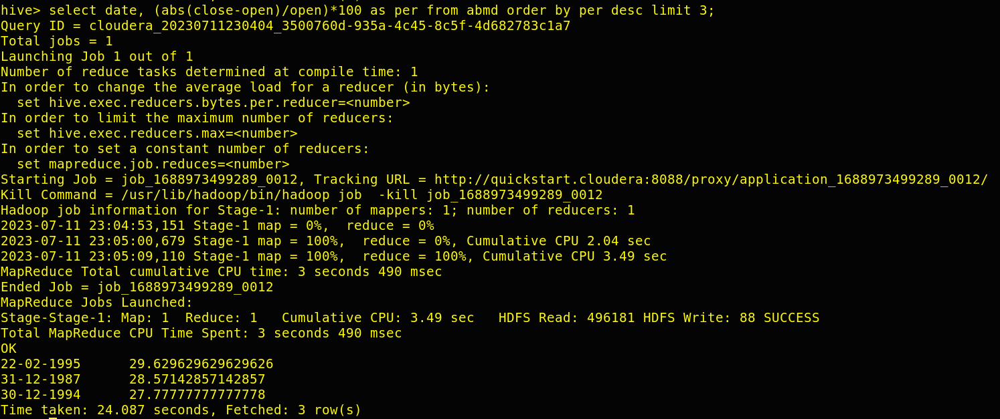 hive> select date, (abs(close-open)/open)*100 as per from abmd order by per desc limit 3;
Query ID = cloudera_20230711230404_3500760d-935a-4c45-8c5f-4d682783c1a7
Total jobs = 1
Launching Job 1 out of 1
Number of reduce tasks determined at compile time: 1
In order to change the average load for a reducer (in bytes):
  set hive.exec.reducers.bytes.per.reducer=<number>
In order to limit the maximum number of reducers:
  set hive.exec.reducers.max=<number>
In order to set a constant number of reducers:
  set mapreduce.job.reduces=<number>
Starting Job = job_1688973499289_0012, Tracking URL = http://quickstart.cloudera:8088/proxy/application_1688973499289_0012/
Kill Command = /usr/lib/hadoop/bin/hadoop job  -kill job_1688973499289_0012
Hadoop job information for Stage-1: number of mappers: 1; number of reducers: 1
2023-07-11 23:04:53,151 Stage-1 map = 0%,  reduce = 0%
2023-07-11 23:05:00,679 Stage-1 map = 100%,  reduce = 0%, Cumulative CPU 2.04 sec
2023-07-11 23:05:09,110 Stage-1 map = 100%,  reduce = 100%, Cumulative CPU 3.49 sec
MapReduce Total cumulative CPU time: 3 seconds 490 msec
Ended Job = job_1688973499289_0012
MapReduce Jobs Launched:
Stage-Stage-1: Map: 1  Reduce: 1   Cumulative CPU: 3.49 sec   HDFS Read: 496181 HDFS Write: 88 SUCCESS
Total MapReduce CPU Time Spent: 3 seconds 490 msec
OK
22-02-1995      29.629629629629626
31-12-1987      28.57142857142857
30-12-1994      27.77777777777778
Time taken: 24.087 seconds, Fetched: 3 row(s)